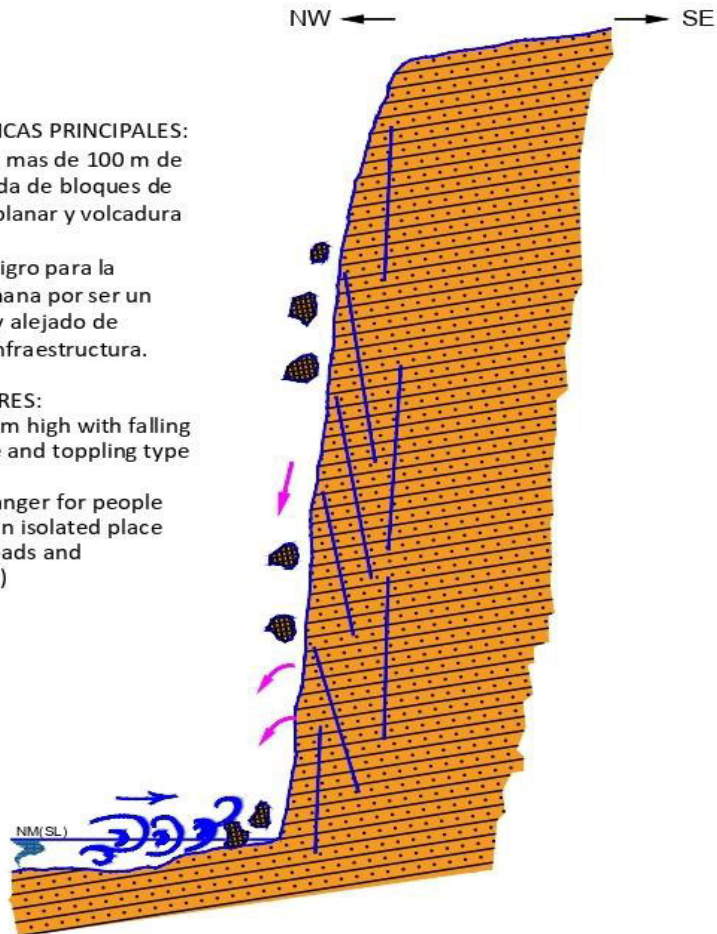 NW SE
ICAS PRINCIPALES:
mas de 100 m de
da de bloques de
planar y volcadura
igro para la
nana por ser un
y alejado de
nfraestructura.
RES:
m high with falling
e and toppling type
anger for people
n isolated place
oads and
)
NM(SL)